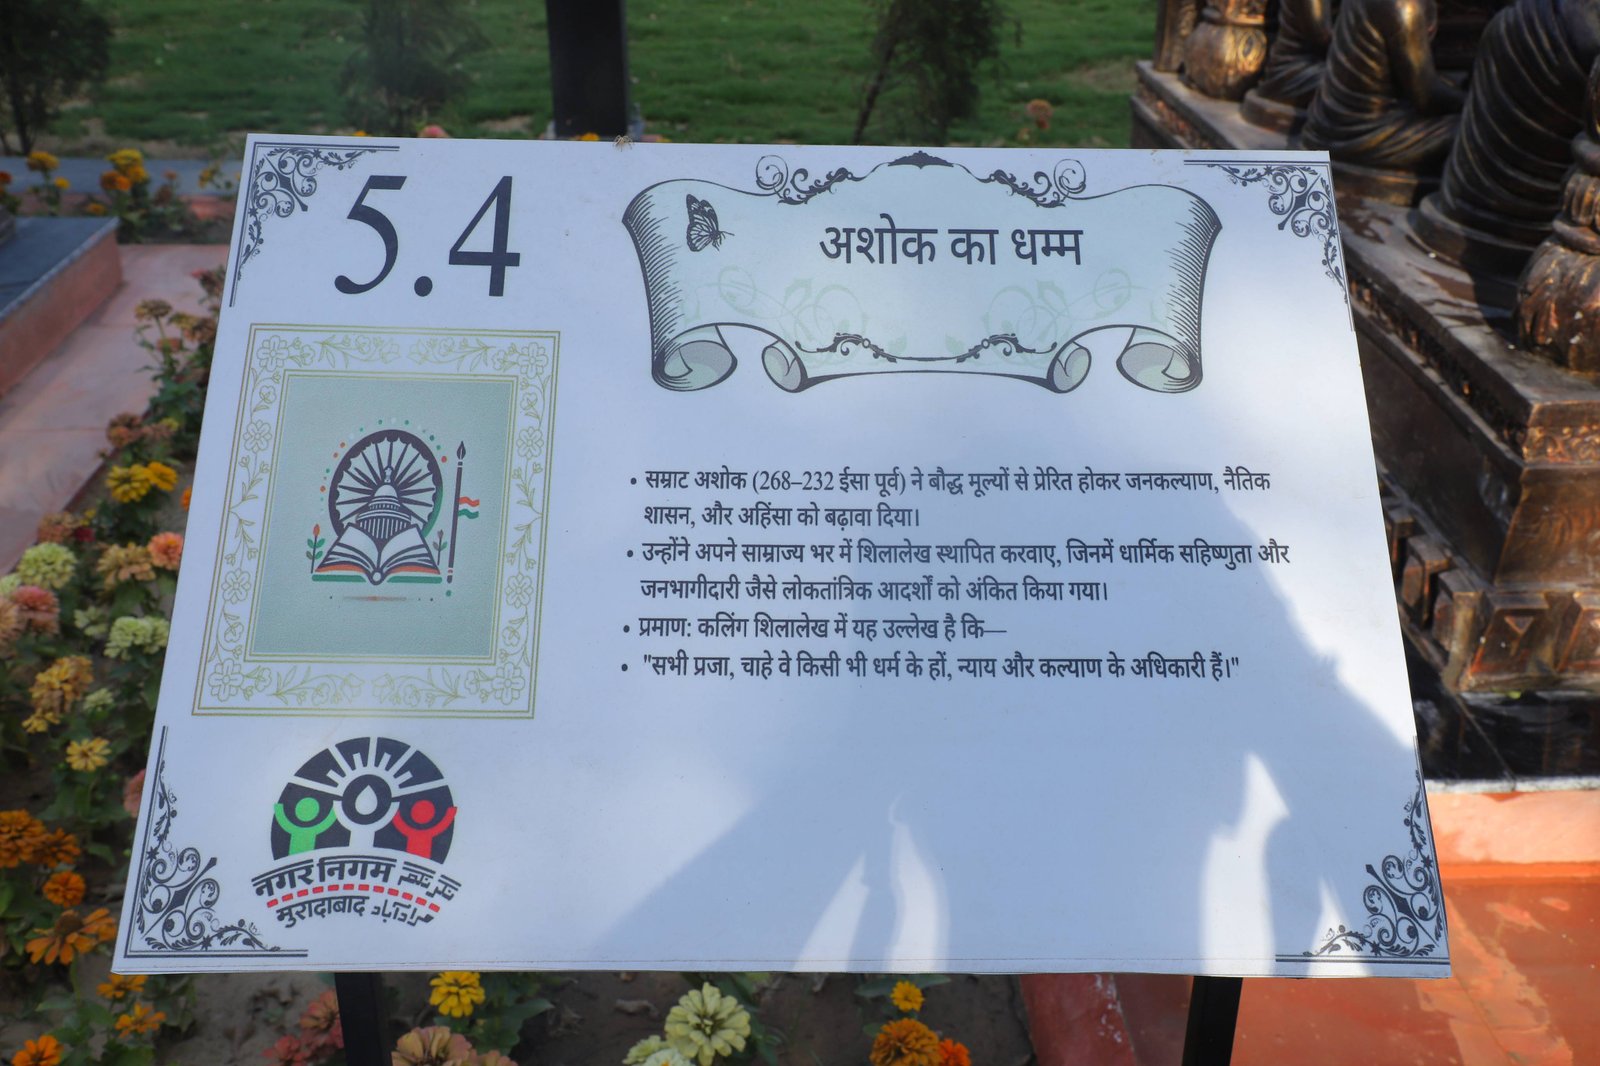 5.4
अशोक का धम्म
• सम्राट अशोक (268–232 ईसा पूर्व) ने बौद्ध मूल्यों से प्रेरित होकर जनकल्याण, नैतिक
शासन, और अहिंसा को बढ़ावा दिया।
• उन्होंने अपने साम्राज्य भर में शिलालेख स्थापित करवाए, जिनमें धार्मिक सहिष्णुता और
जनभागीदारी जैसे लोकतांत्रिक आदर्शों को अंकित किया गया।
• प्रमाण: कलिंग शिलालेख में यह उल्लेख है कि—
• "सभी प्रजा, चाहे वे किसी भी धर्म के हों, न्याय और कल्याण के अधिकारी हैं।"
नगर निगम
मुरादाबाद مرادآباد